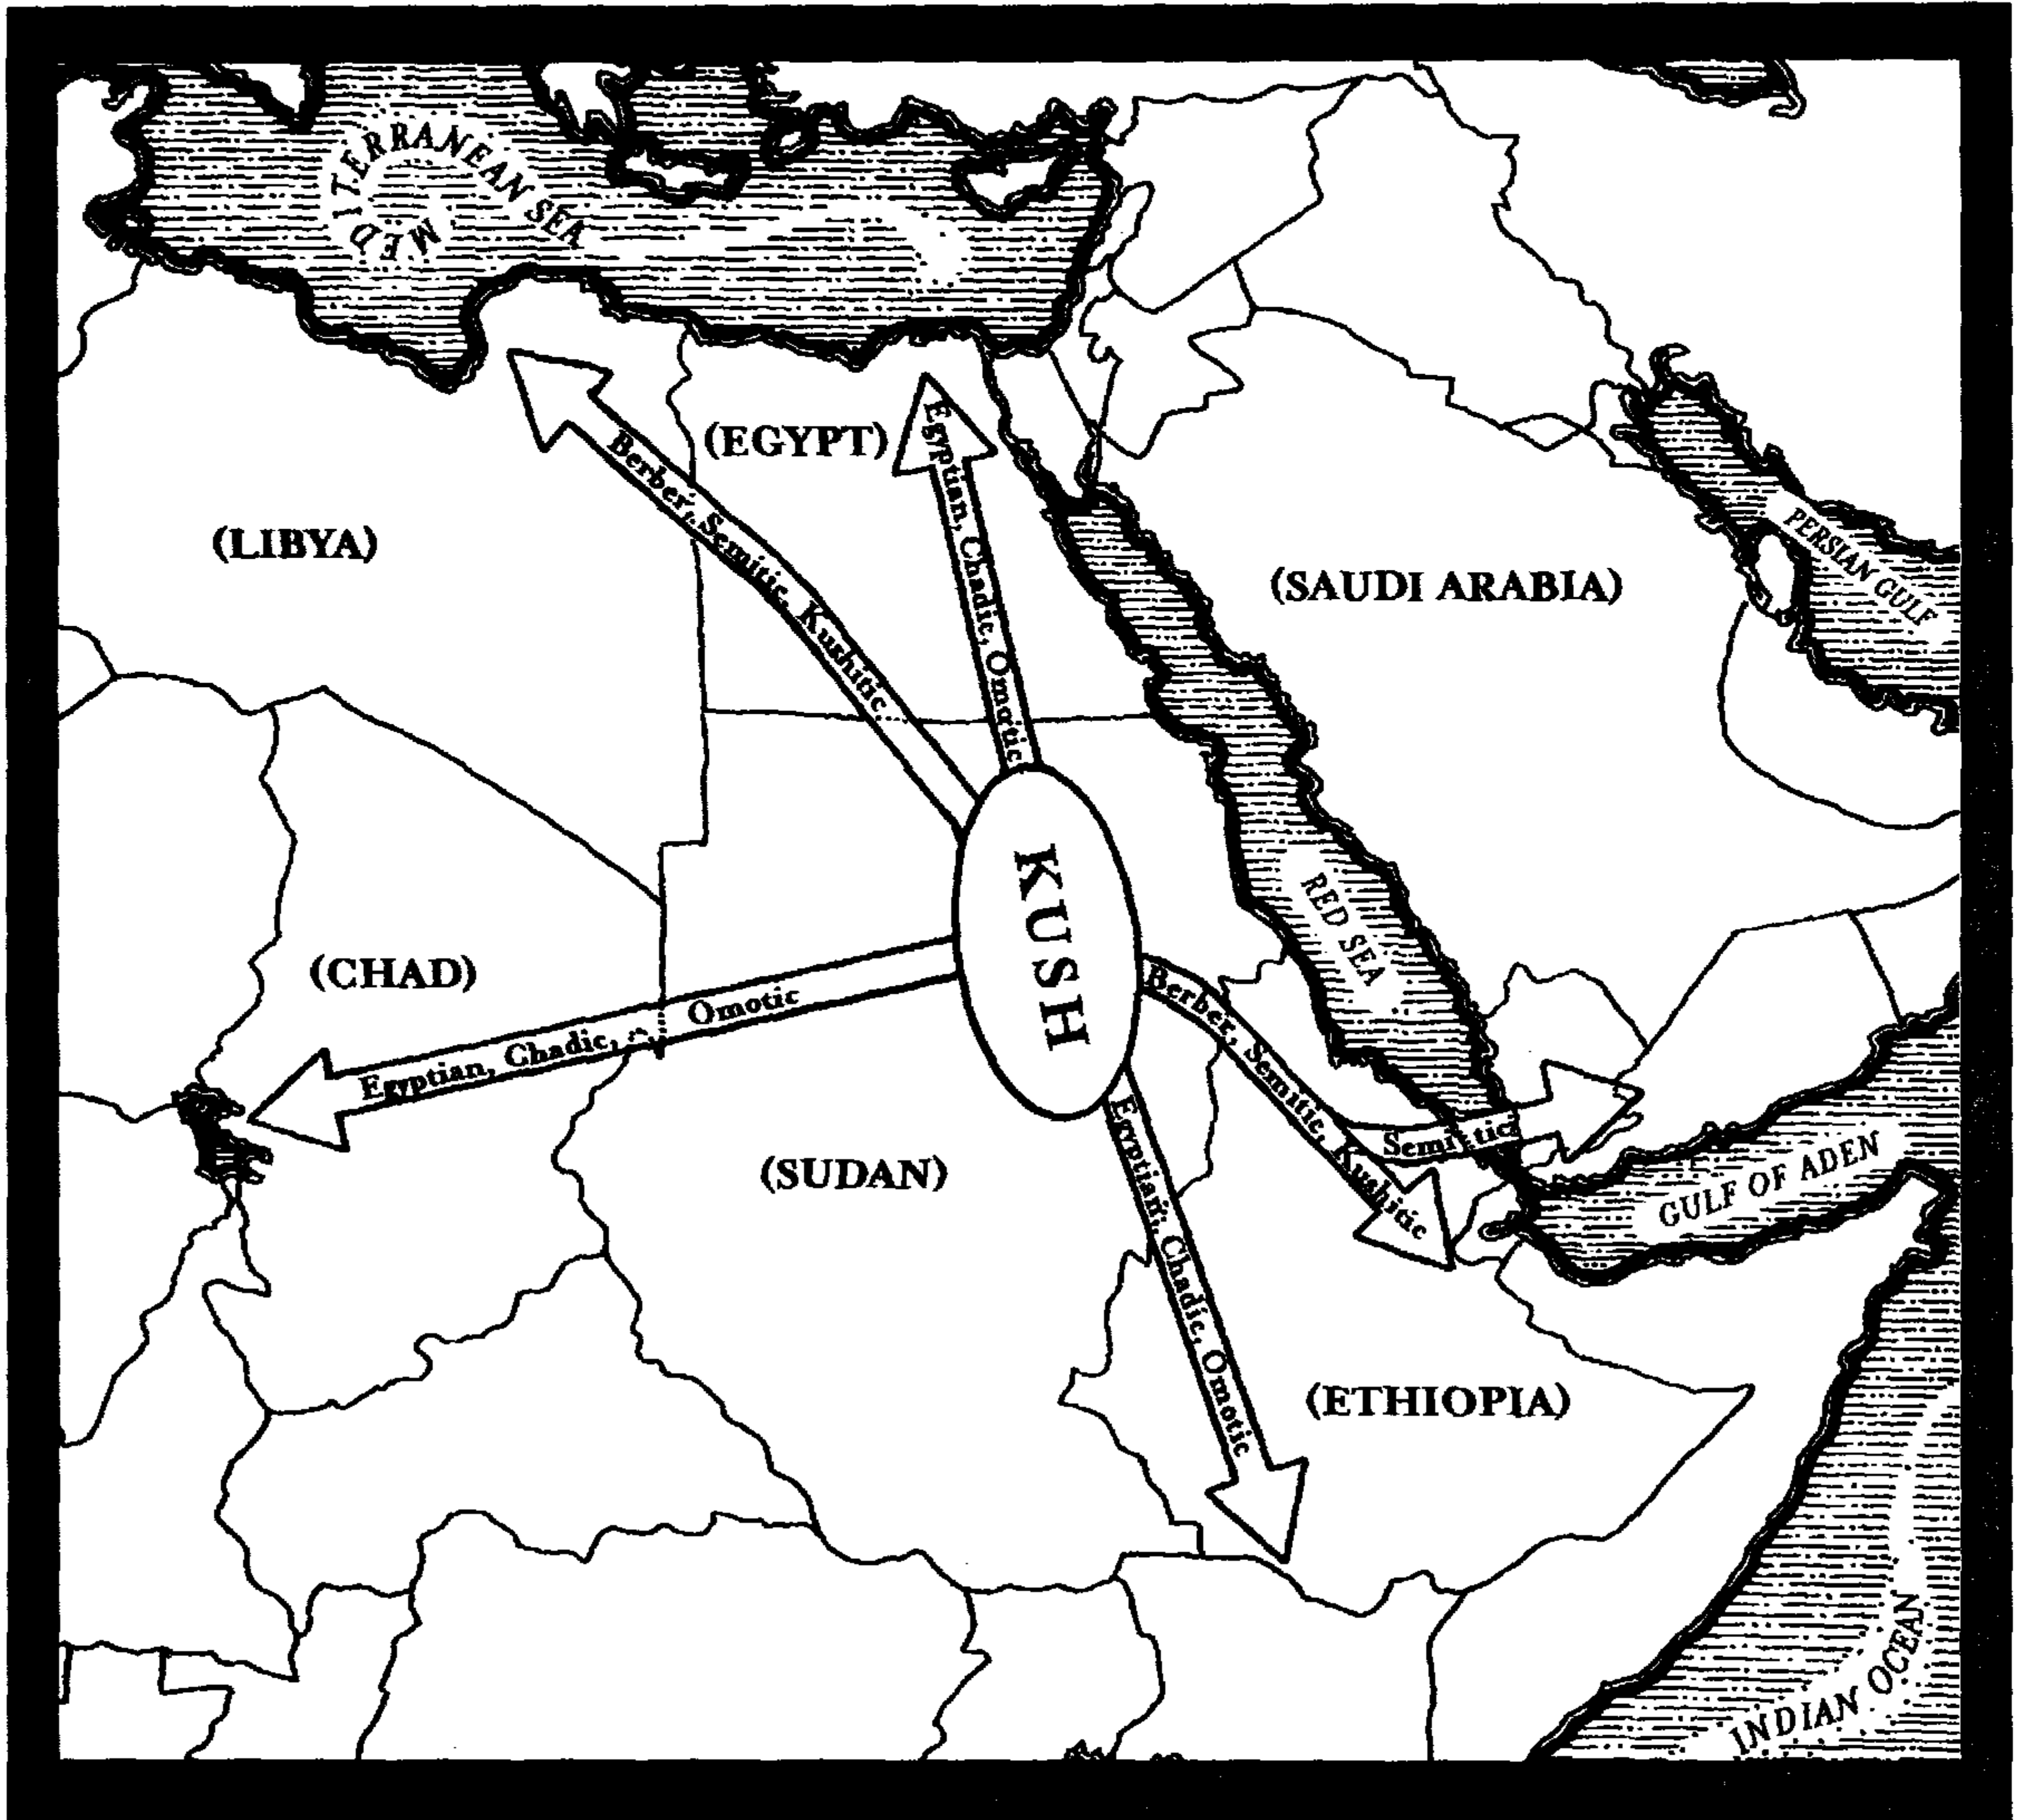 MEDITERRANEAN SEA
(EGYPT)
Egyptian, Chadic, Omotic
Berber, Semitic, Kushitic
(LIBYA)
(SAUDI ARABIA)
PERSIAN GULF
KUSH
RED SEA
(CHAD)
Egyptian, Chadic, Omotic
Berber, Semitic, Kushitic
Semitic
(SUDAN)
Egyptian, Chadic, Omotic
GULF OF ADEN
(ETHIOPIA)
INDIAN OCEAN